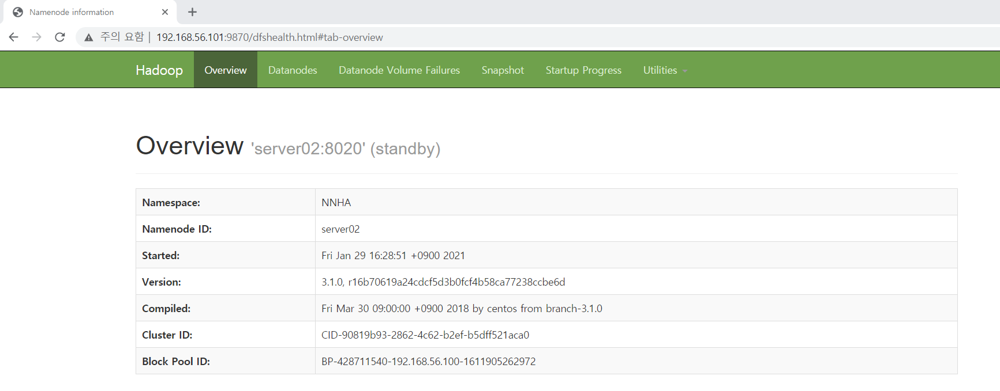 Namenode information
주의 요함 | 192.168.56.101:9870/dfshealth.html#tab-overview
Hadoop Overview Datanodes Datanode Volume Failures Snapshot Startup Progress Utilities
Overview 'server02:8020' (standby)
Namespace: NNHA
Namenode ID: server02
Started: Fri Jan 29 16:28:51 +0900 2021
Version: 3.1.0, r16b70619a24cdcf5d3b0fcf4b58ca77238ccbe6d
Compiled: Fri Mar 30 09:00:00 +0900 2018 by centos from branch-3.1.0
Cluster ID: CID-90819b93-2862-4c62-b2ef-b5dff521aca0
Block Pool ID: BP-428711540-192.168.56.100-1611905262972